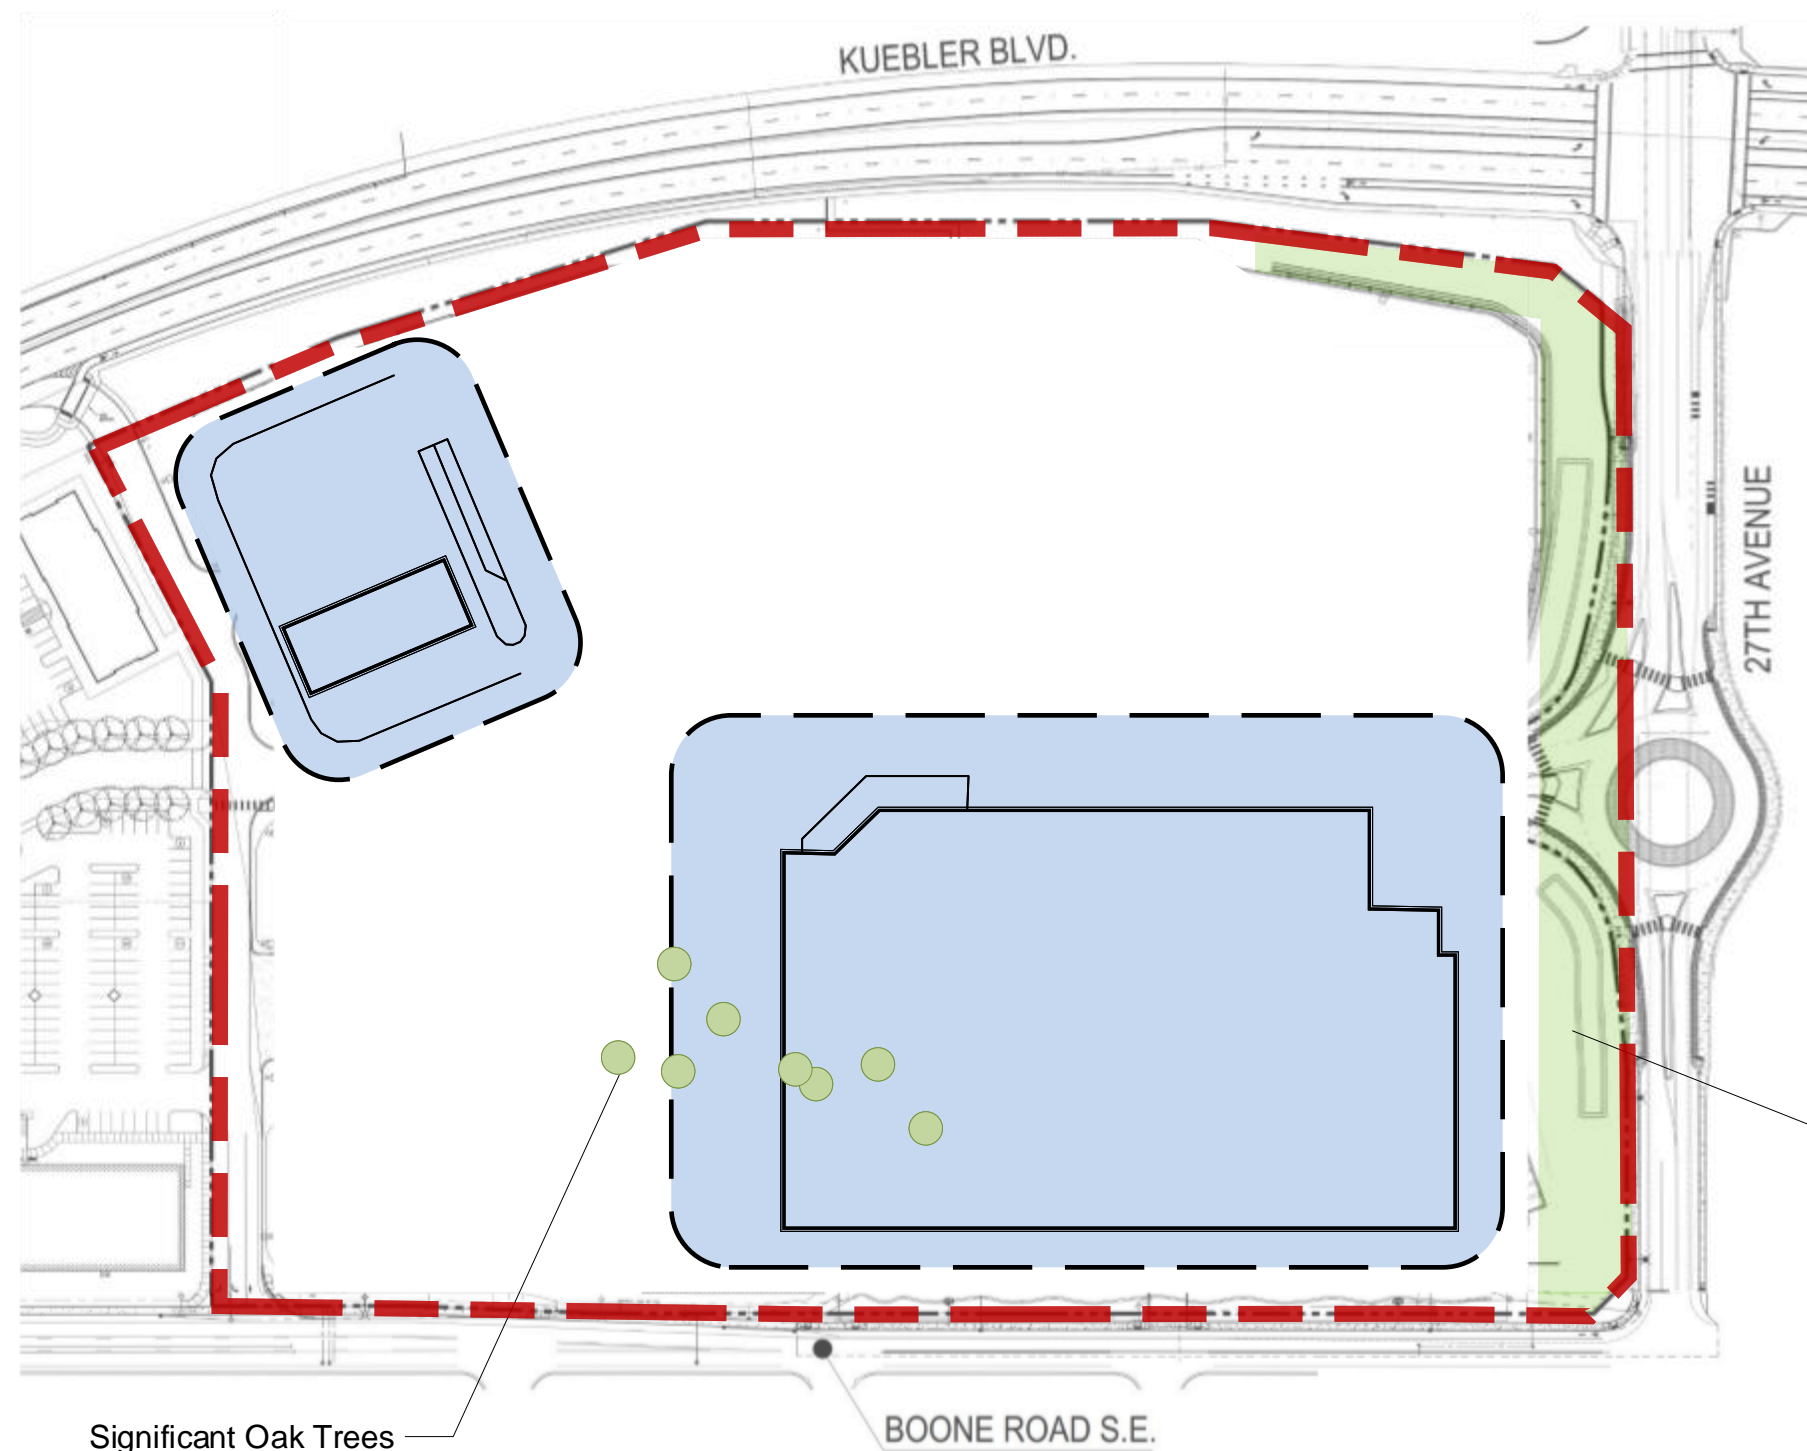 KUEBLER BLVD.
27TH AVENUE
Significant Oak Trees
BOONE ROAD S.E.